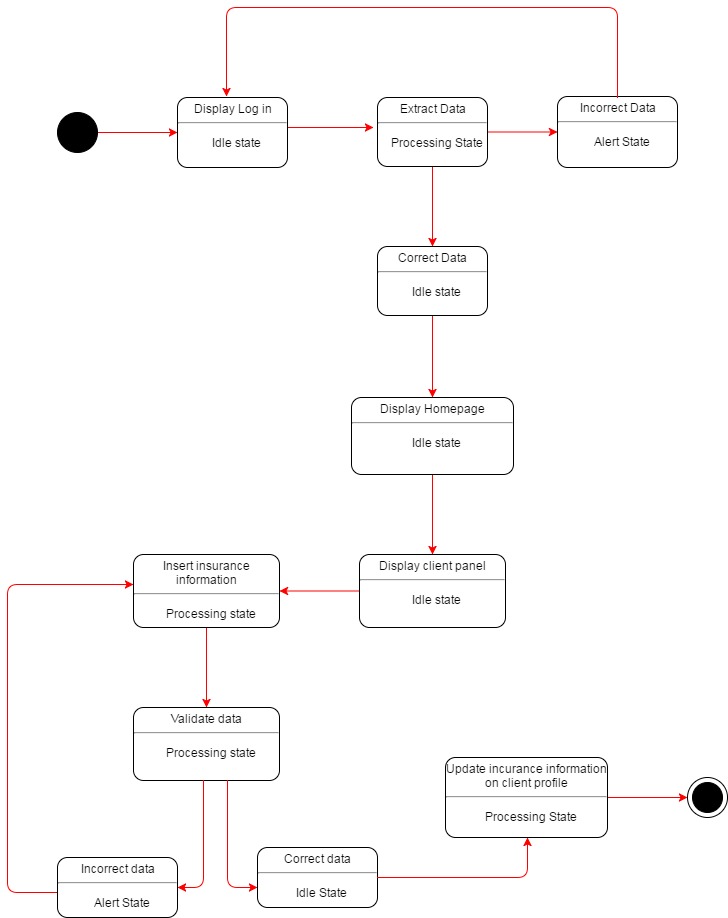 Display Log in
Idle state
Extract Data
Processing State
Incorrect Data
Alert State
Correct Data
Idle state
Display Homepage
Idle state
Display client panel
Idle state
Insert insurance
information
Processing state
Validate data
Processing state
Incorrect data
Alert State
Correct data
Idle State
Update incurance information
on client profile
Processing State